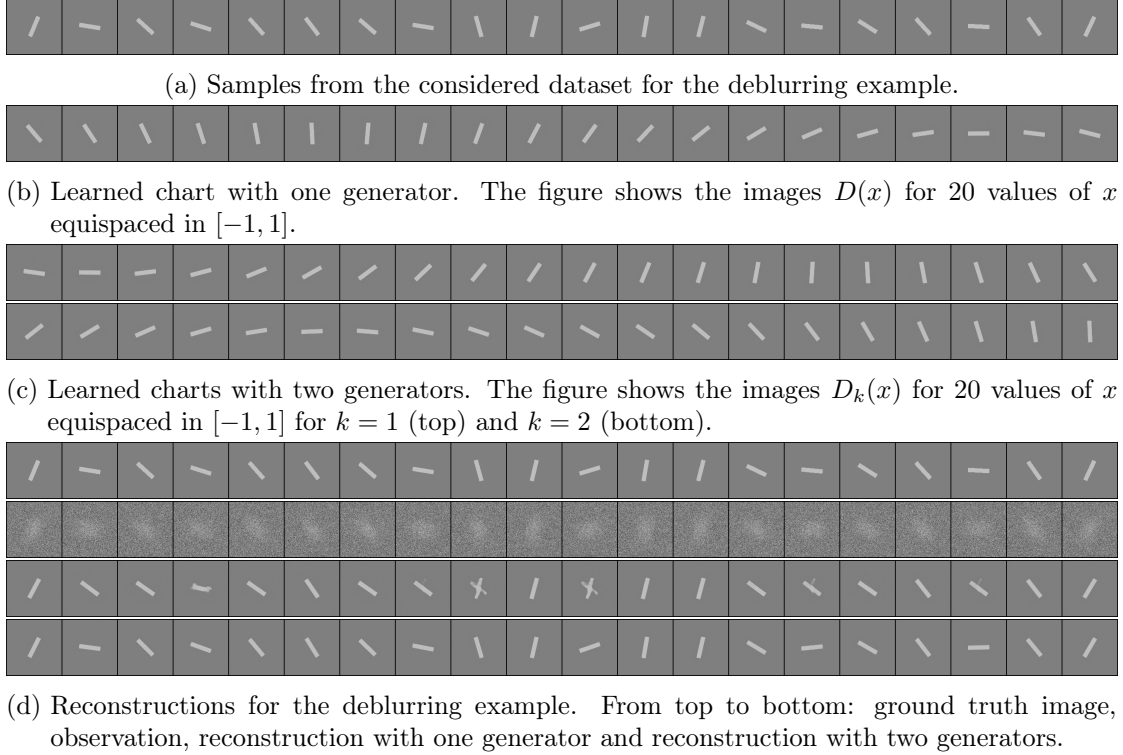 (a) Samples from the considered dataset for the deblurring example.
(b) Learned chart with one generator. The figure shows the images D(x) for 20 values of x
equispaced in [−1, 1].
(c) Learned charts with two generators. The figure shows the images Dₖ(x) for 20 values of x
equispaced in [−1, 1] for k = 1 (top) and k = 2 (bottom).
(d) Reconstructions for the deblurring example. From top to bottom: ground truth image,
observation, reconstruction with one generator and reconstruction with two generators.